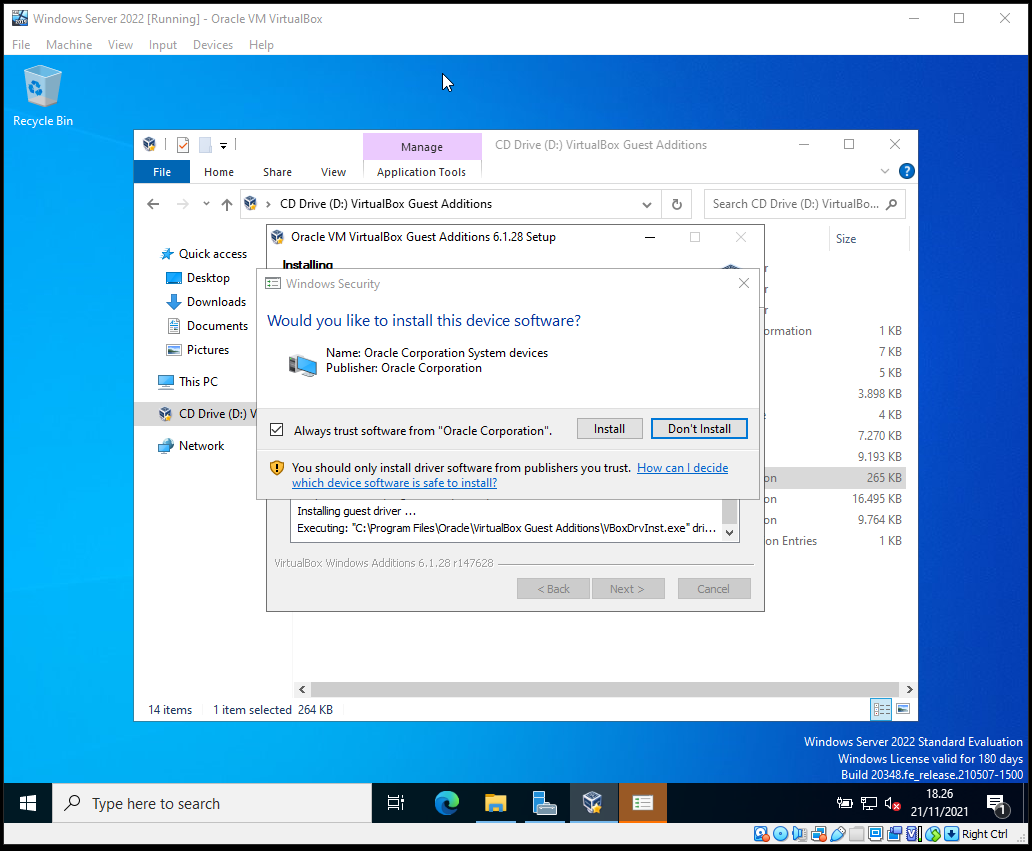 Windows Server 2022 [Running] - Oracle VM VirtualBox
File Machine View Input Devices Help
Recycle Bin
Manage
CD Drive (D:) VirtualBox Guest Additions
File Home Share View Application Tools
CD Drive (D:) VirtualBox Guest Additions
Search CD Drive (D:) VirtualBo...
Size
Quick access
Desktop
Downloads
Documents
Pictures
This PC
CD Drive (D:) V
Network
Oracle VM VirtualBox Guest Additions 6.1.28 Setup
Installing
Windows Security
Would you like to install this device software?
Name: Oracle Corporation System devices
Publisher: Oracle Corporation
Always trust software from "Oracle Corporation".
Install
Don't Install
You should only install driver software from publishers you trust. How can I decide
which device software is safe to install?
Installing guest driver ...
Executing: "C:\Program Files\Oracle\VirtualBox Guest Additions\VBoxDrvInst.exe" dri...
VirtualBox Windows Additions 6.1.28 r147628
< Back
Next >
Cancel
r
r
r
ormation 1 KB
7 KB
5 KB
3.898 KB
e 4 KB
7.270 KB
9.193 KB
on 265 KB
on 16.495 KB
on 9.764 KB
on Entries 1 KB
14 items 1 item selected 264 KB
Windows Server 2022 Standard Evaluation
Windows License valid for 180 days
Build 20348.fe_release.210507-1500
Type here to search
18.26
21/11/2021
1
Right Ctrl